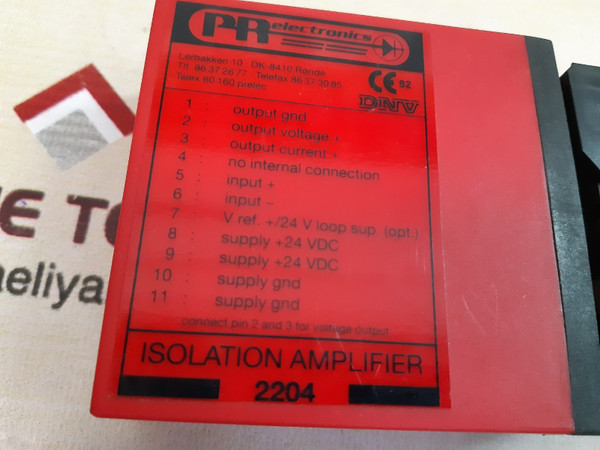 PR electronics
Lerbakken 10 DK-8410 Rønde
Tlf. 86 37 26 77 Telefax 86 37 30 85
Telex 60 160 prelec
CE 92
DNV
1 : output gnd
2 : output voltage +
3 : output current +
4 : no internal connection
5 : input +
6 : input –
7 : V ref. +/24 V loop sup. (opt.)
8 : supply +24 VDC
9 : supply +24 VDC
10 : supply gnd
11 : supply gnd
connect pin 2 and 3 for voltage output
ISOLATION AMPLIFIER
2204